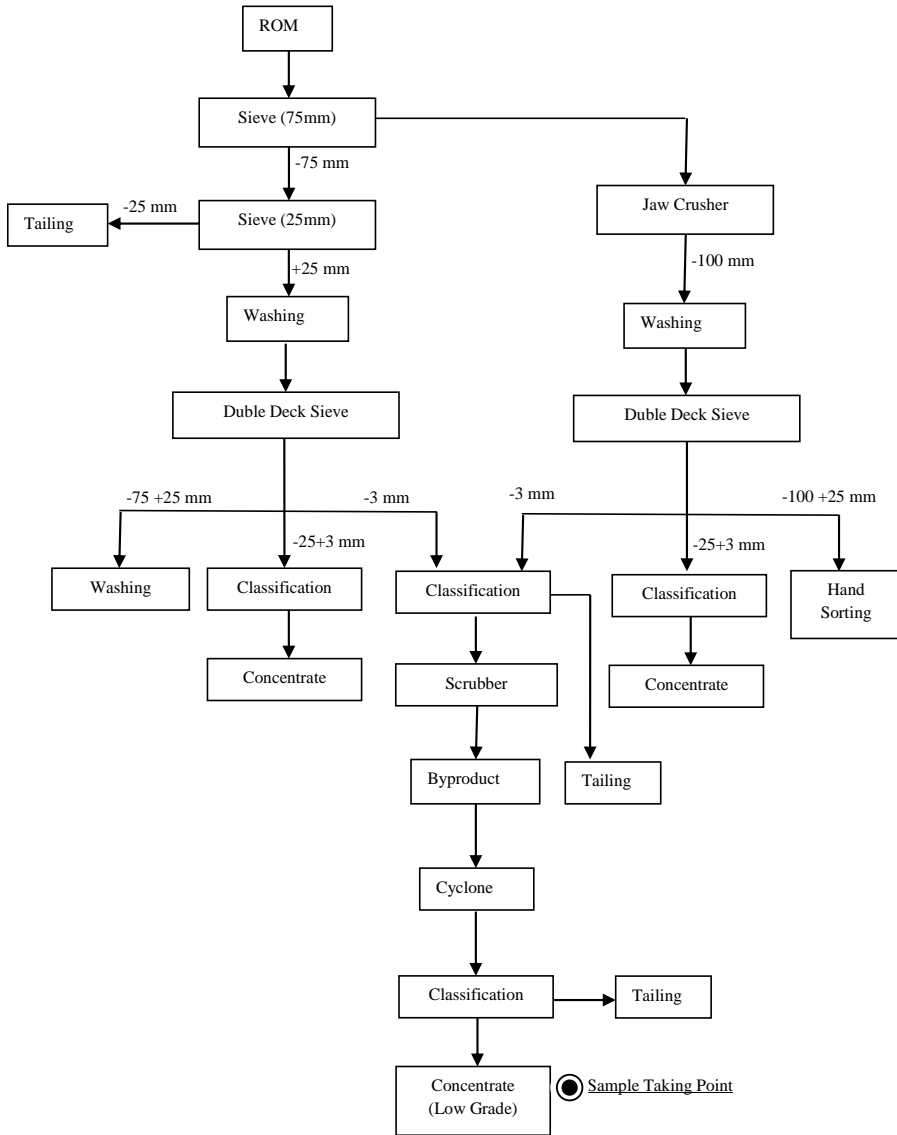 ROM
Sieve (75mm)
-75 mm
-25 mm
Tailing
Sieve (25mm)
Jaw Crusher
+25 mm
-100 mm
Washing
Washing
Duble Deck Sieve
Duble Deck Sieve
-75 +25 mm
-3 mm
-3 mm
-100 +25 mm
-25+3 mm
-25+3 mm
Washing
Classification
Classification
Classification
Hand
Sorting
Concentrate
Scrubber
Concentrate
Byproduct
Tailing
Cyclone
Classification
Tailing
Concentrate
(Low Grade)
Sample Taking Point